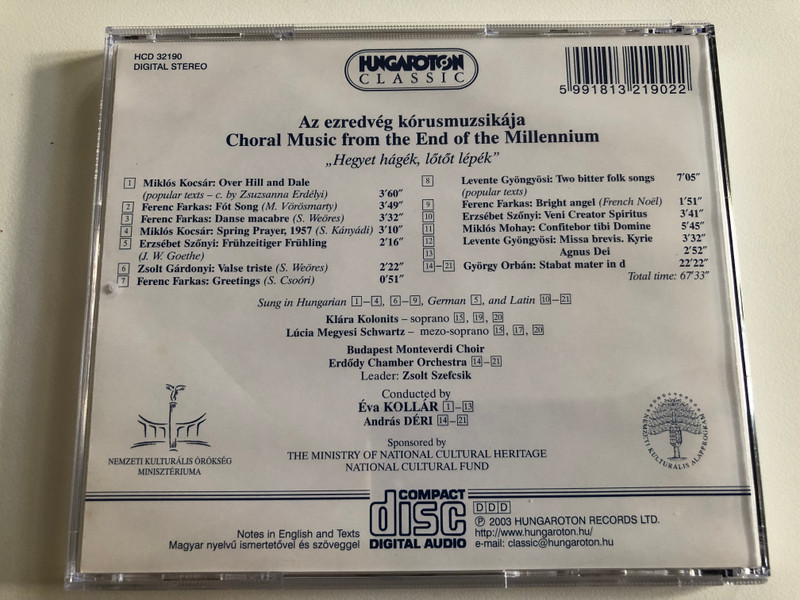 HCD 32190
DIGITAL STEREO
HUNGAROTON
CLASSIC
5 991813 219022
Az ezredvég kórusmuzsikája
Choral Music from the End of the Millennium
„Hegyet hágék, lőtőt lépék”
1 Miklós Kocsár: Over Hill and Dale
(popular texts – c. by Zsuzsanna Erdélyi) 3’60”
2 Ferenc Farkas: Fót Song (M. Vörösmarty) 3’49”
3 Ferenc Farkas: Danse macabre (S. Weöres) 3’32”
4 Miklós Kocsár: Spring Prayer, 1957 (S. Kányádi) 3’10”
5 Erzsébet Szőnyi: Frühzeitiger Frühling 2’16”
(J. W. Goethe)
6 Zsolt Gárdonyi: Valse triste (S. Weöres) 2’22”
7 Ferenc Farkas: Greetings (S. Csoóri) 0’51”
8 Levente Gyöngyösi: Two bitter folk songs 7’05”
(popular texts)
9 Ferenc Farkas: Bright angel (French Noël) 1’51”
10 Erzsébet Szőnyi: Veni Creator Spiritus 3’41”
11 Miklós Mohay: Confitebor tibi Domine 5’45”
12 Levente Gyöngyösi: Missa brevis. Kyrie 3’32”
13 Agnus Dei 2’52”
14–21 György Orbán: Stabat mater in d 22’22”
Total time: 67’33”
Sung in Hungarian 1–4, 6–9, German 5, and Latin 10–21
Klára Kolonits – soprano 15, 19, 20
Lúcia Megyesi Schwartz – mezo-soprano 15, 17, 20
Budapest Monteverdi Choir
Erdődy Chamber Orchestra 14–21
Leader: Zsolt Szefcsik
Conducted by
Éva KOLLÁR 1–13
András DÉRI 14–21
Sponsored by
THE MINISTRY OF NATIONAL CULTURAL HERITAGE
NATIONAL CULTURAL FUND
NEMZETI KULTURÁLIS ÖRÖKSÉG
MINISZTÉRIUMA
NEMZETI KULTURÁLIS ALAPPROGRAM
Notes in English and Texts
Magyar nyelvű ismertetővel és szöveggel
COMPACT
disc
DIGITAL AUDIO
DDD
℗ 2003 HUNGAROTON RECORDS LTD.
http://www.hungaroton.hu/
e-mail: classic@hungaroton.hu